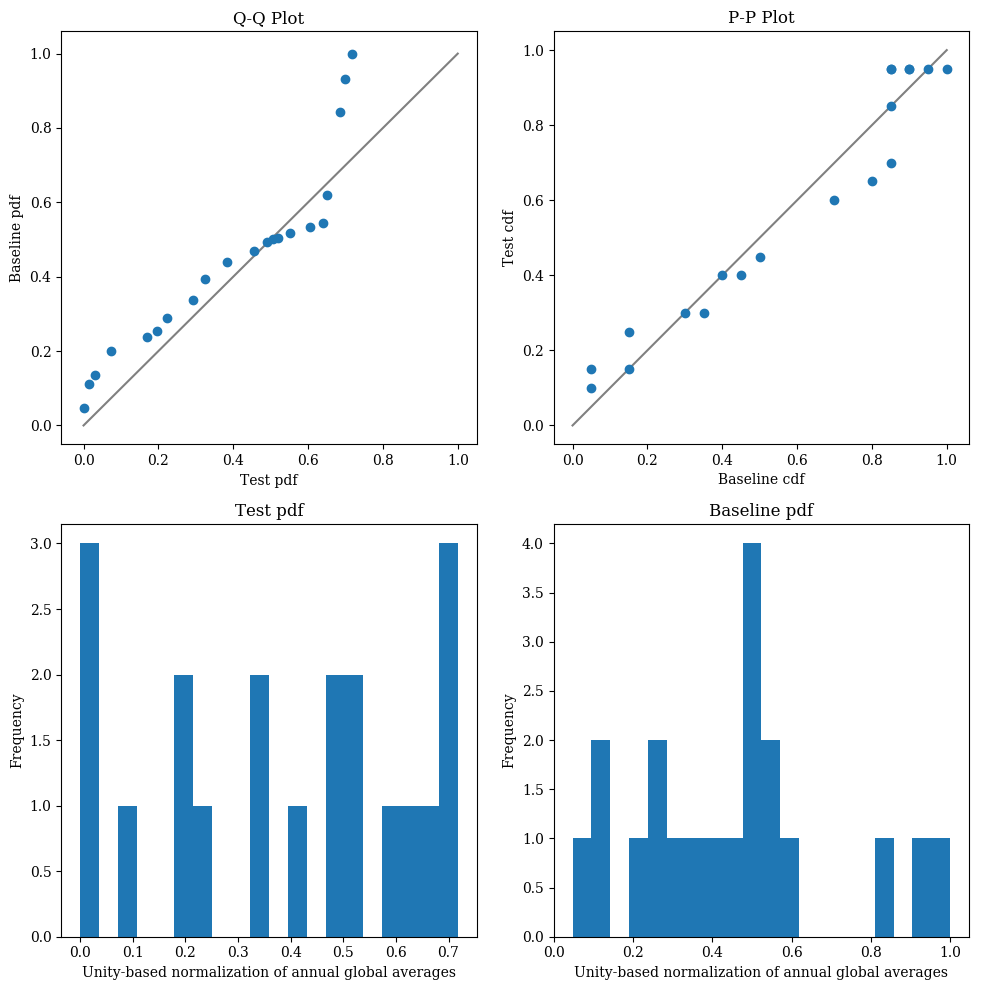 Q-Q Plot
1.0
0.8
0.6
0.4
0.2
0.0
Baseline pdf
0.0 0.2 0.4 0.6 0.8 1.0
Test pdf
P-P Plot
1.0
0.8
0.6
0.4
0.2
0.0
Test cdf
0.0 0.2 0.4 0.6 0.8 1.0
Baseline cdf
Test pdf
3.0
2.5
2.0
1.5
1.0
0.5
0.0
Frequency
0.0 0.1 0.2 0.3 0.4 0.5 0.6 0.7
Unity-based normalization of annual global averages
Baseline pdf
4.0
3.5
3.0
2.5
2.0
1.5
1.0
0.5
0.0
Frequency
0.0 0.2 0.4 0.6 0.8 1.0
Unity-based normalization of annual global averages